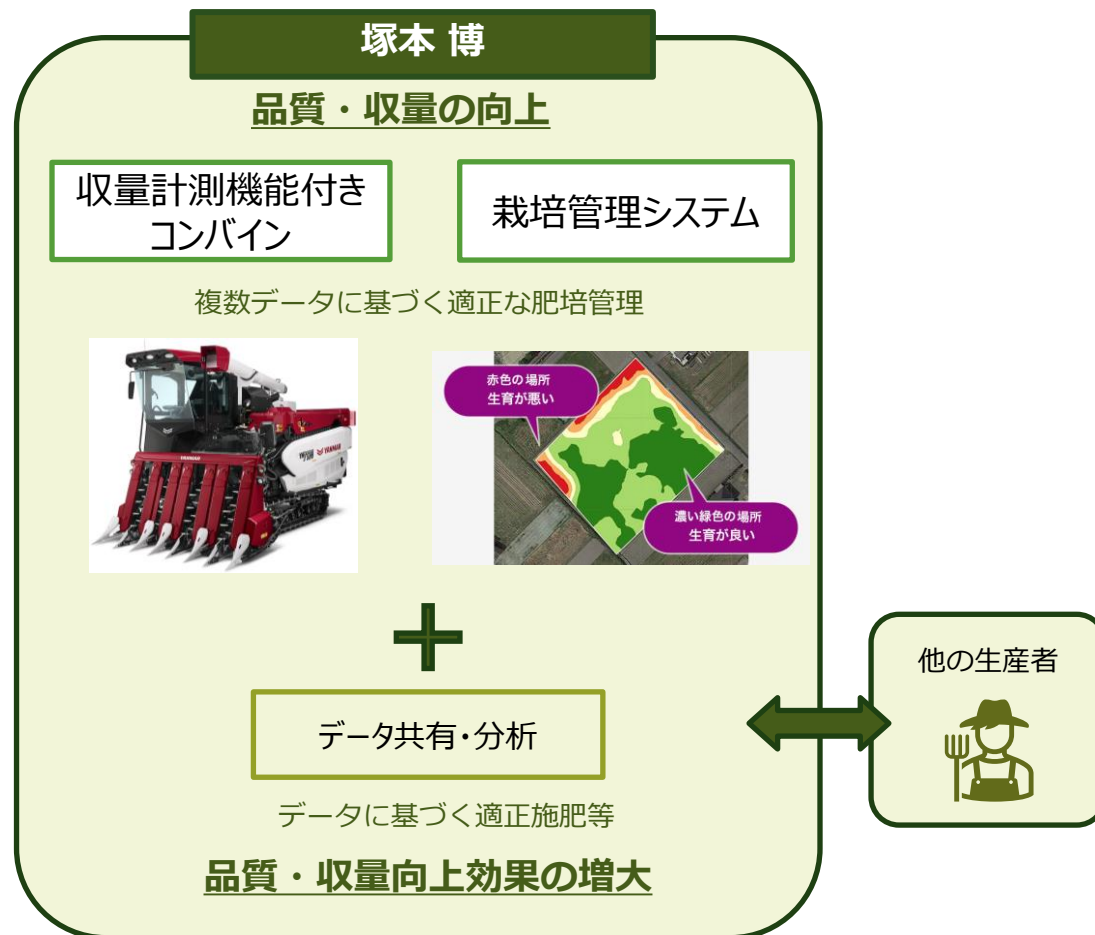 塚本 博
品質・収量の向上
収量計測機能付き
コンバイン
栽培管理システム
複数データに基づく適正な肥培管理
YANMAR
YANMAR
赤色の場所
生育が悪い
濃い緑色の場所
生育が良い
データ共有・分析
データに基づく適正施肥等
品質・収量向上効果の増大
他の生産者